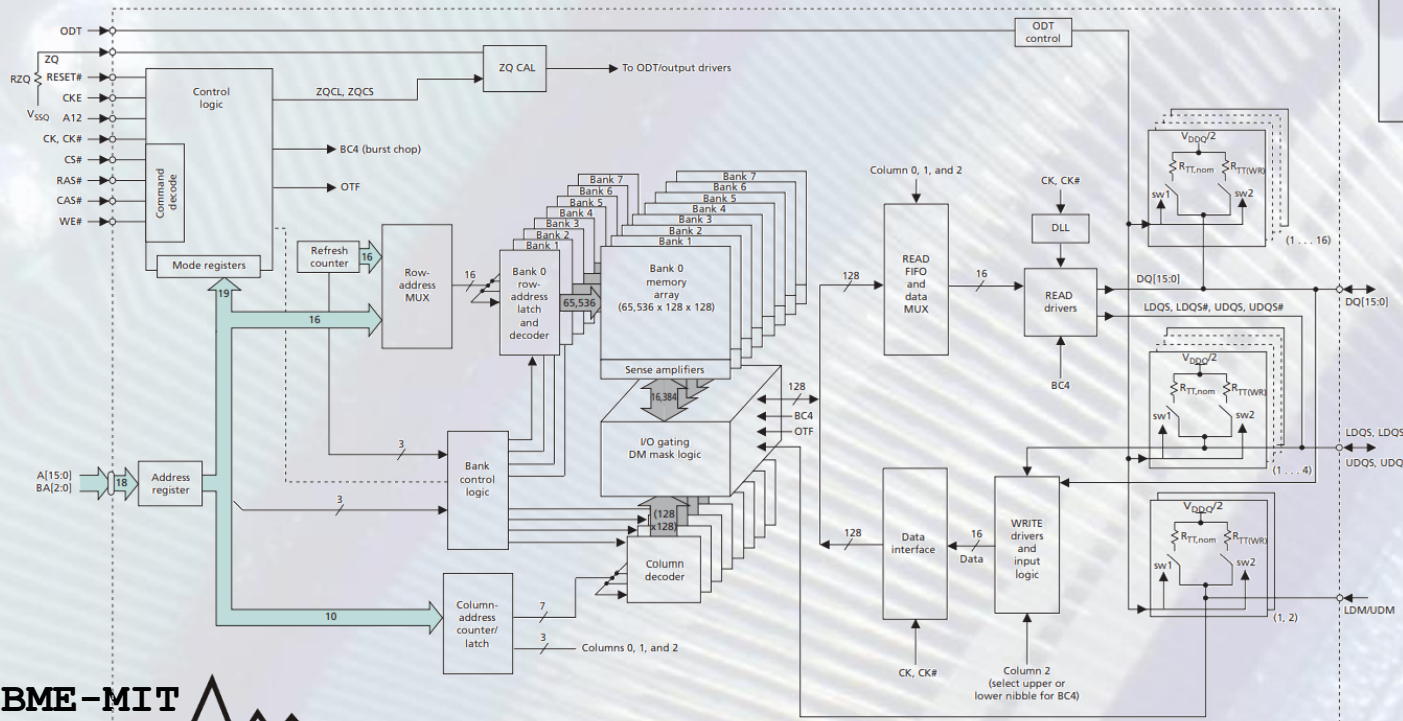 ODT
ODT
control
ZQ
RZQ
VSSQ
RESET#
CKE
A12
CK, CK#
CS#
RAS#
CAS#
WE#
Control
logic
Command
decode
Mode registers
ZQCL, ZQCS
ZQ CAL
To ODT/output drivers
BC4 (burst chop)
OTF
Refresh
counter
16
19
16
Row-
address
MUX
16
Bank 7
Bank 6
Bank 5
Bank 4
Bank 3
Bank 2
Bank 1
Bank 0
row-
address
latch
and
decoder
65,536
Bank 7
Bank 6
Bank 5
Bank 4
Bank 3
Bank 2
Bank 1
Bank 0
memory
array
(65,536 x 128 x 128)
Sense amplifiers
16,384
I/O gating
DM mask logic
128
BC4
OTF
(128
x128)
Column
decoder
A[15:0]
BA[2:0]
18
Address
register
3
3
Bank
control
logic
10
Column-
address
counter/
latch
7
3
Columns 0, 1, and 2
Column 0, 1, and 2
128
READ
FIFO
and
data
MUX
16
CK, CK#
DLL
READ
drivers
BC4
DQ[15:0]
DQ[15:0]
LDQS, LDQS#, UDQS, UDQS#
128
Data
interface
CK, CK#
16
Data
WRITE
drivers
and
input
logic
Column 2
(select upper or
lower nibble for BC4)
VDDQ/2
RTT,nom
RTT(WR)
sw1
sw2
(1 . . . 16)
VDDQ/2
RTT,nom
RTT(WR)
sw1
sw2
(1 . . . 4)
LDQS, LDQS
UDQS, UDQ
VDDQ/2
RTT,nom
RTT(WR)
sw1
sw2
(1, 2)
LDM/UDM
BME-MIT